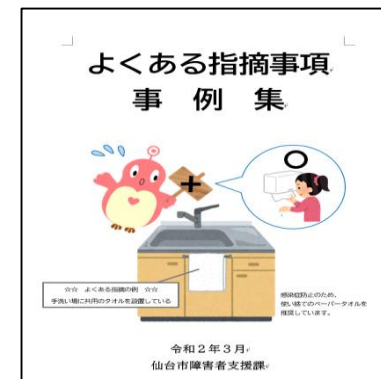 よくある指摘事項
事 例 集
☆☆ よくある指摘の例 ☆☆
手洗い場に共用のタオルを設置している
感染症防止のため、
使い捨てのペーパータオルを
推奨しています。
令和2年3月
仙台市障害者支援課